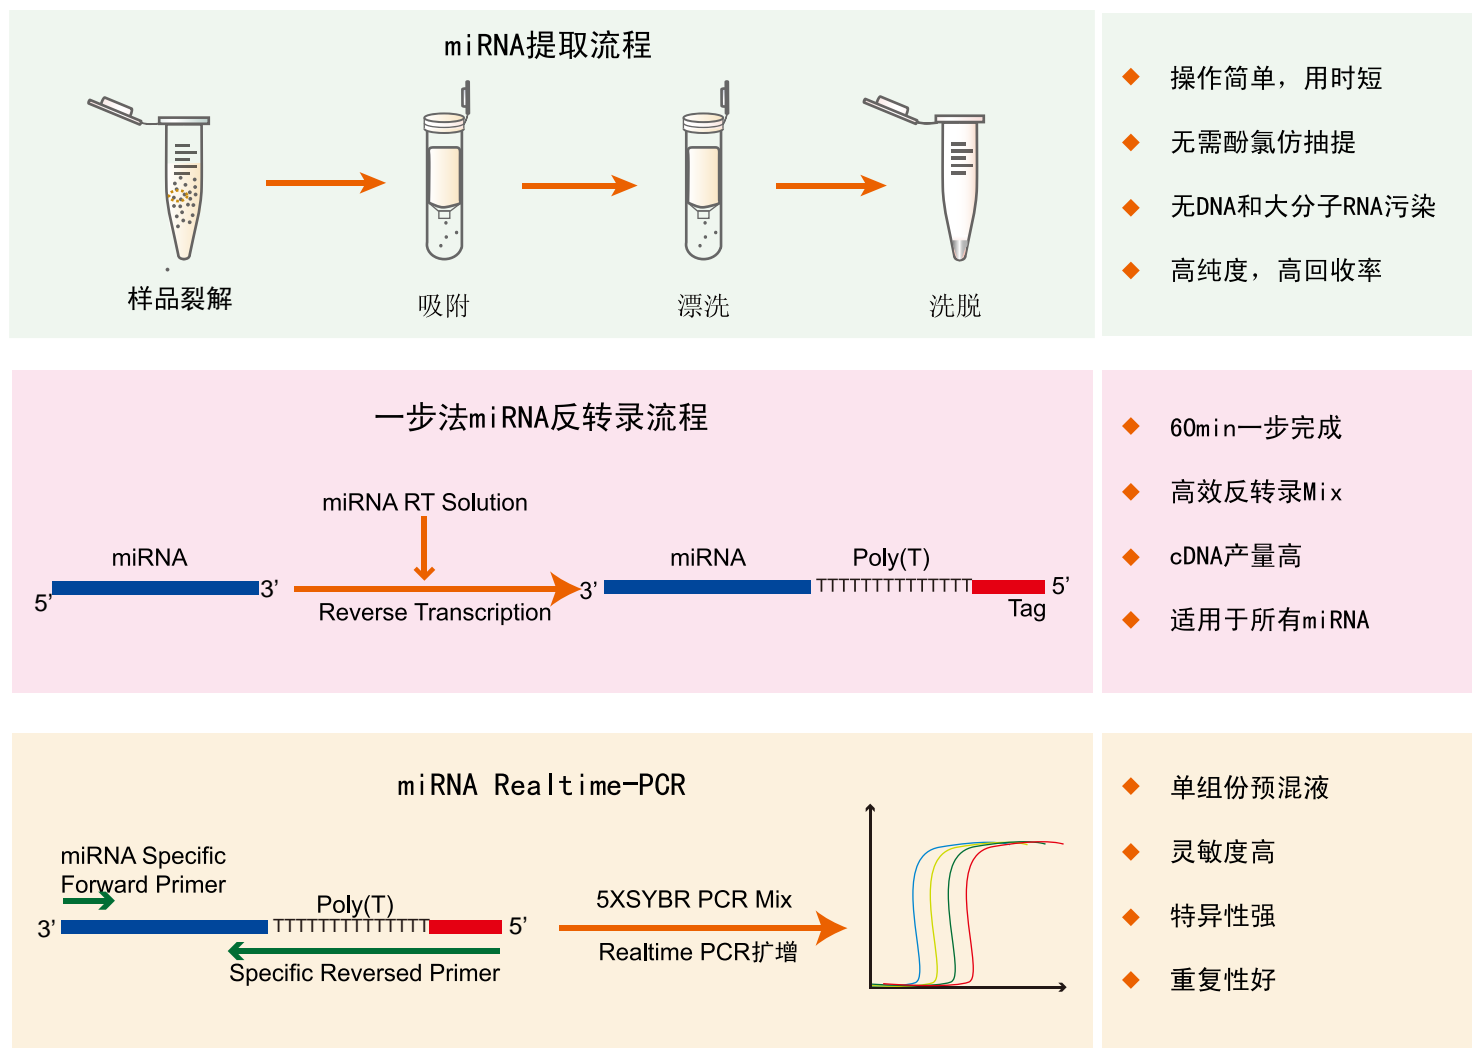 miRNA提取流程
样品裂解
吸附
漂洗
洗脱
操作简单，用时短
无需酚氯仿抽提
无DNA和大分子RNA污染
高纯度，高回收率
一步法miRNA反转录流程
miRNA RT Solution
miRNA
5’
3’
Reverse Transcription
3’
miRNA
Poly(T)
TTTTTTTTTTTTTT
5’
Tag
60min一步完成
高效反转录Mix
cDNA产量高
适用于所有miRNA
miRNA Realtime-PCR
miRNA Specific
Forward Primer
3’
Poly(T)
TTTTTTTTTTTTTT
5’
Specific Reversed Primer
5XSYBR PCR Mix
Realtime PCR扩增
单组份预混液
灵敏度高
特异性强
重复性好